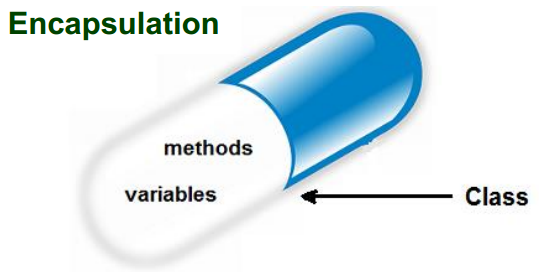 Encapsulation
methods
variables
Class